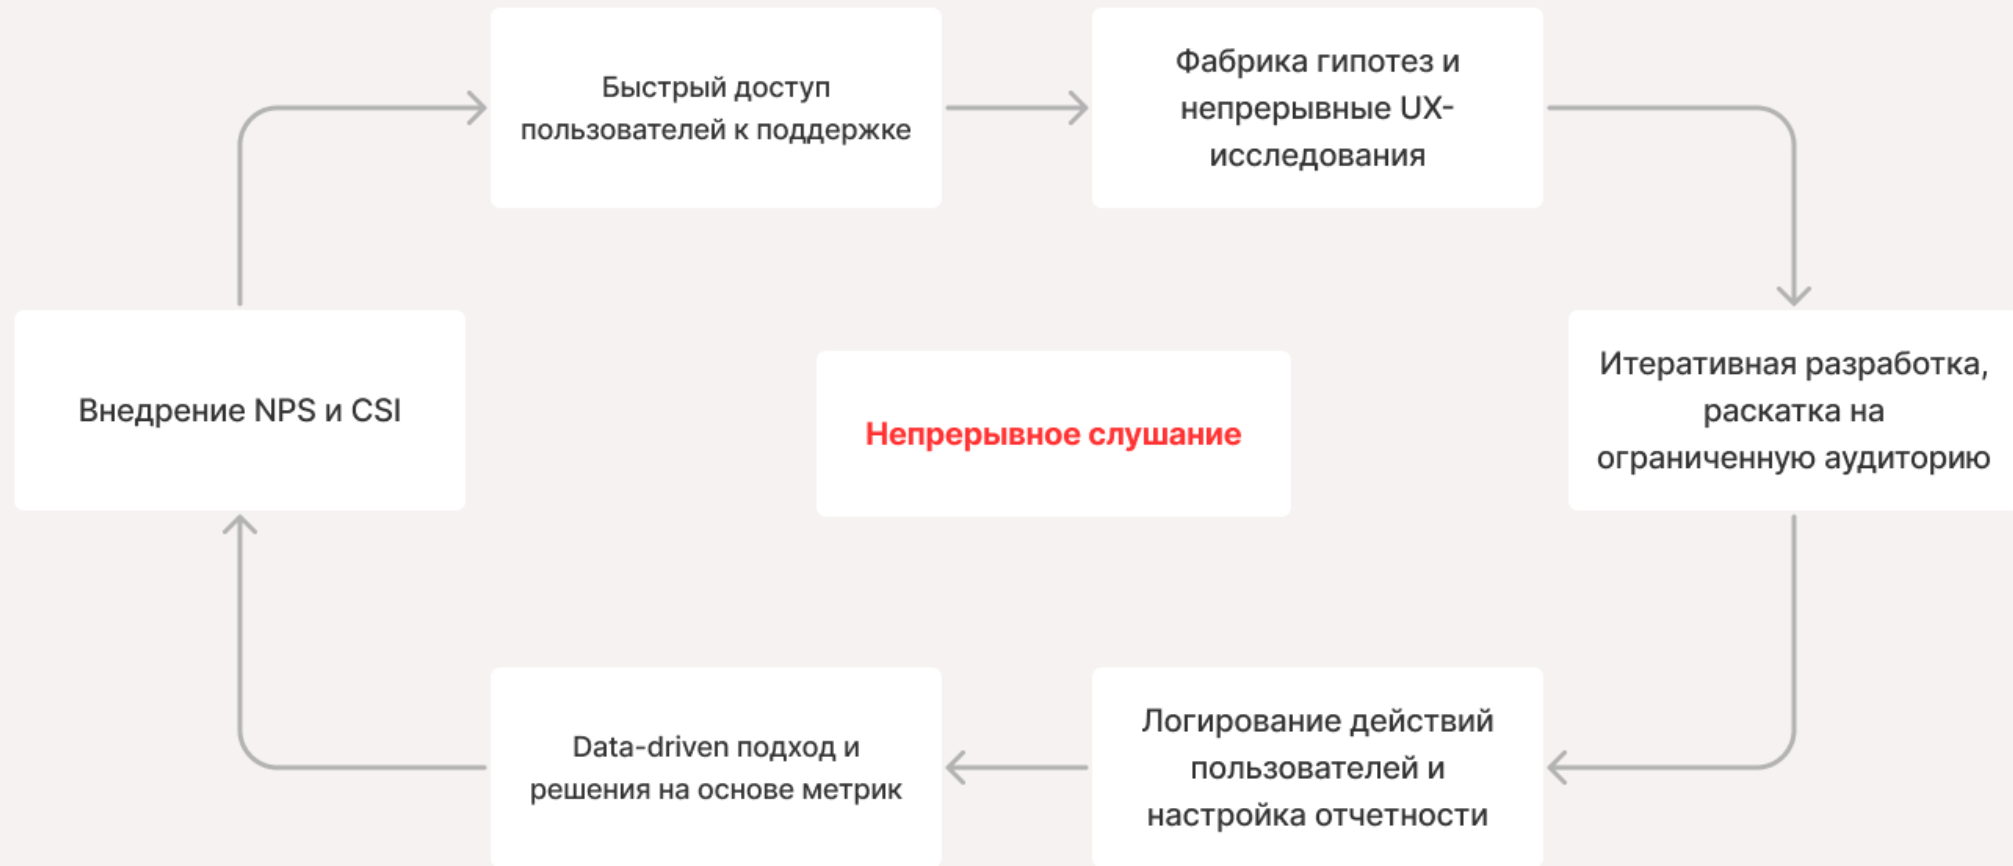 Быстрый доступ
пользователей к поддержке
Фабрика гипотез и
непрерывные UX-
исследования
Внедрение NPS и CSI
Непрерывное слушание
Итеративная разработка,
раскатка на
ограниченную аудиторию
Data-driven подход и
решения на основе метрик
Логирование действий
пользователей и
настройка отчетности